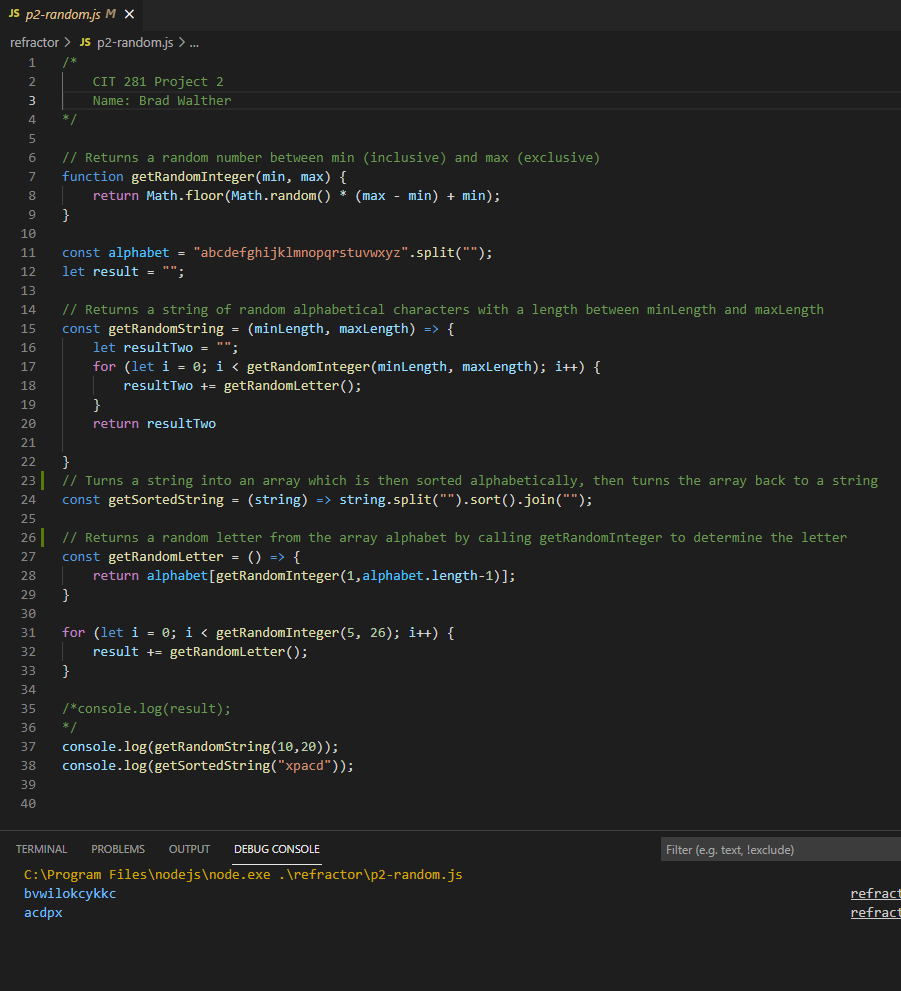 JS p2-random.js M ✕
refractor > JS p2-random.js > ...
1 /*
2     CIT 281 Project 2
3     Name: Brad Walther
4 */
5
6 // Returns a random number between min (inclusive) and max (exclusive)
7 function getRandomInteger(min, max) {
8     return Math.floor(Math.random() * (max - min) + min);
9 }
10
11 const alphabet = "abcdefghijklmnopqrstuvwxyz".split("");
12 let result = "";
13
14 // Returns a string of random alphabetical characters with a length between minLength and maxLength
15 const getRandomString = (minLength, maxLength) => {
16     let resultTwo = "";
17     for (let i = 0; i < getRandomInteger(minLength, maxLength); i++) {
18         resultTwo += getRandomLetter();
19     }
20     return resultTwo
21
22 }
23 // Turns a string into an array which is then sorted alphabetically, then turns the array back to a string
24 const getSortedString = (string) => string.split("").sort().join("");
25
26 // Returns a random letter from the array alphabet by calling getRandomInteger to determine the letter
27 const getRandomLetter = () => {
28     return alphabet[getRandomInteger(1,alphabet.length-1)];
29 }
30
31 for (let i = 0; i < getRandomInteger(5, 26); i++) {
32     result += getRandomLetter();
33 }
34
35 /*console.log(result);
36 */
37 console.log(getRandomString(10,20));
38 console.log(getSortedString("xpacd"));
39
40
TERMINAL PROBLEMS OUTPUT DEBUG CONSOLE Filter (e.g. text, !exclude)
C:\Program Files\nodejs\node.exe .\refractor\p2-random.js
bvwilokcykkc refract
acdpx refract